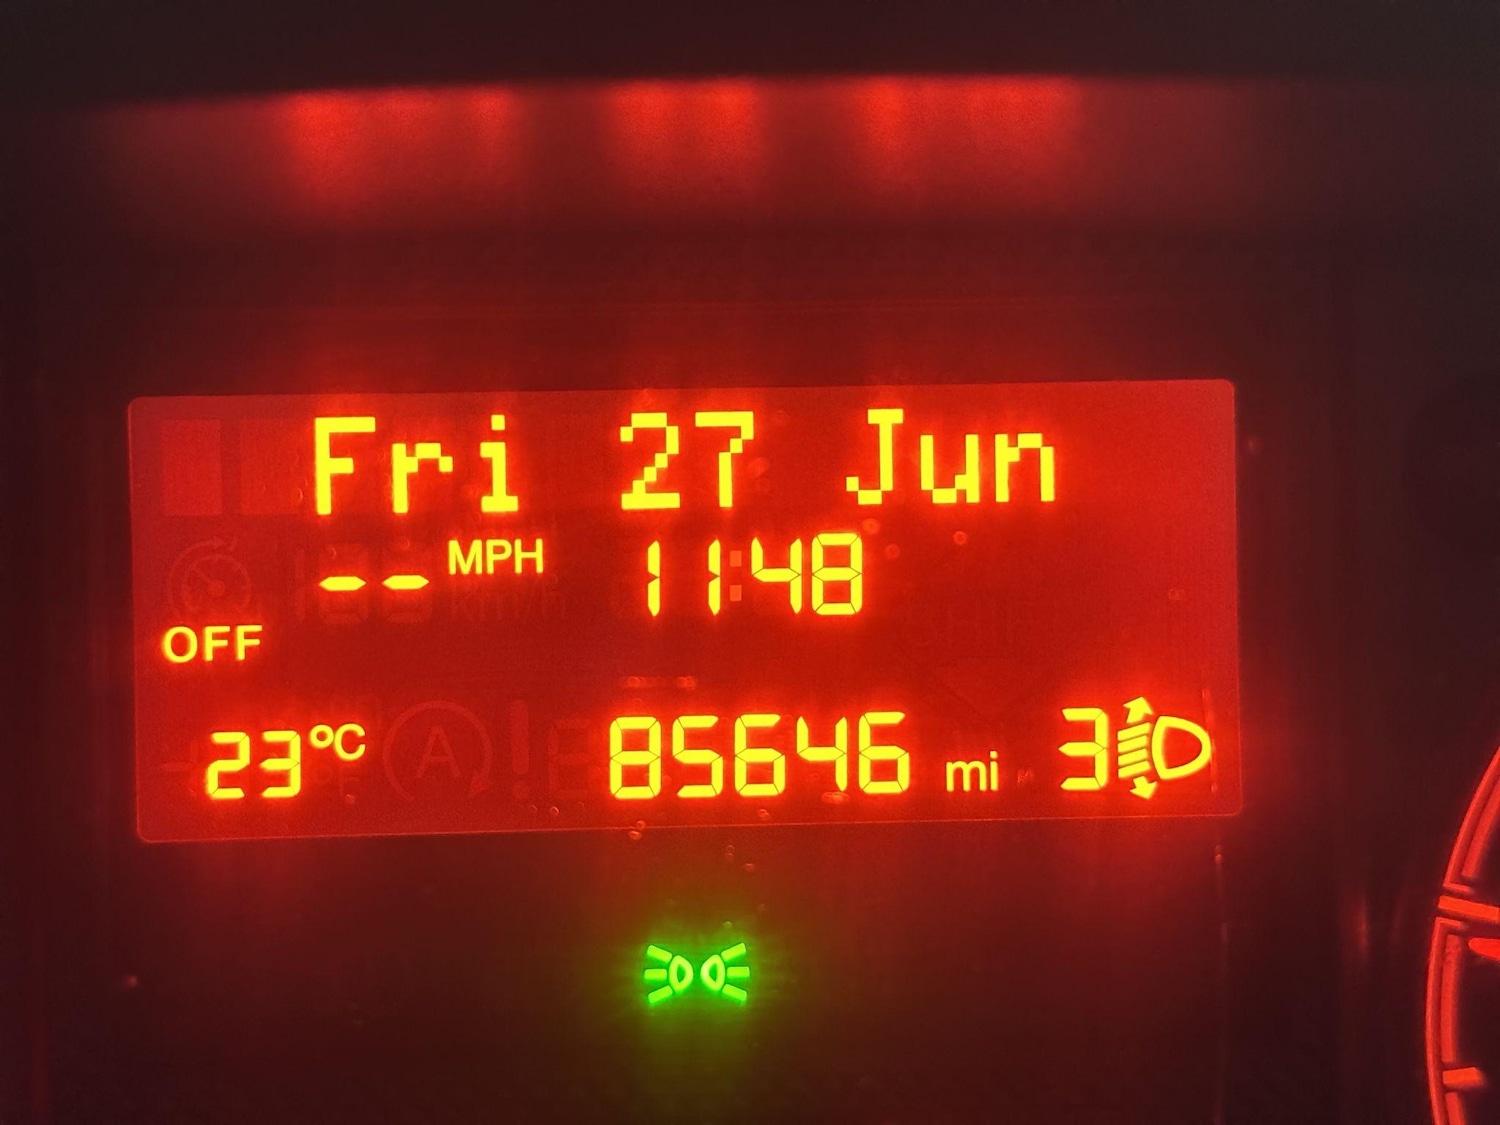 Fri 27 Jun
-- MPH 11:48
OFF
23 °C 85646 mi 3